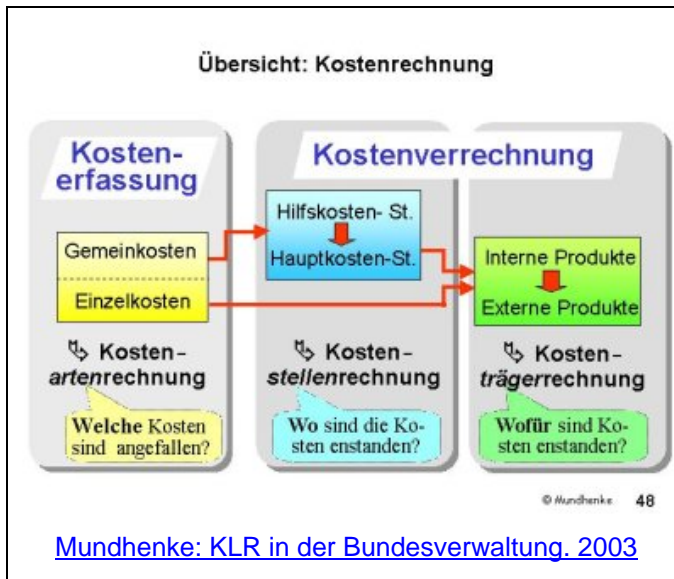 Übersicht: Kostenrechnung
Kosten-
erfassung
Kostenverrechnung
Gemeinkosten
Einzelkosten
Hilfskosten- St.
Hauptkosten-St.
Interne Produkte
Externe Produkte
Kosten-
artenrechnung
Kosten-
stellenrechnung
Kosten-
trägerrechnung
Welche Kosten
sind angefallen?
Wo sind die Ko-
sten enstanden?
Wofür sind Ko-
sten enstanden?
© Mundhenke 48
Mundhenke: KLR in der Bundesverwaltung. 2003